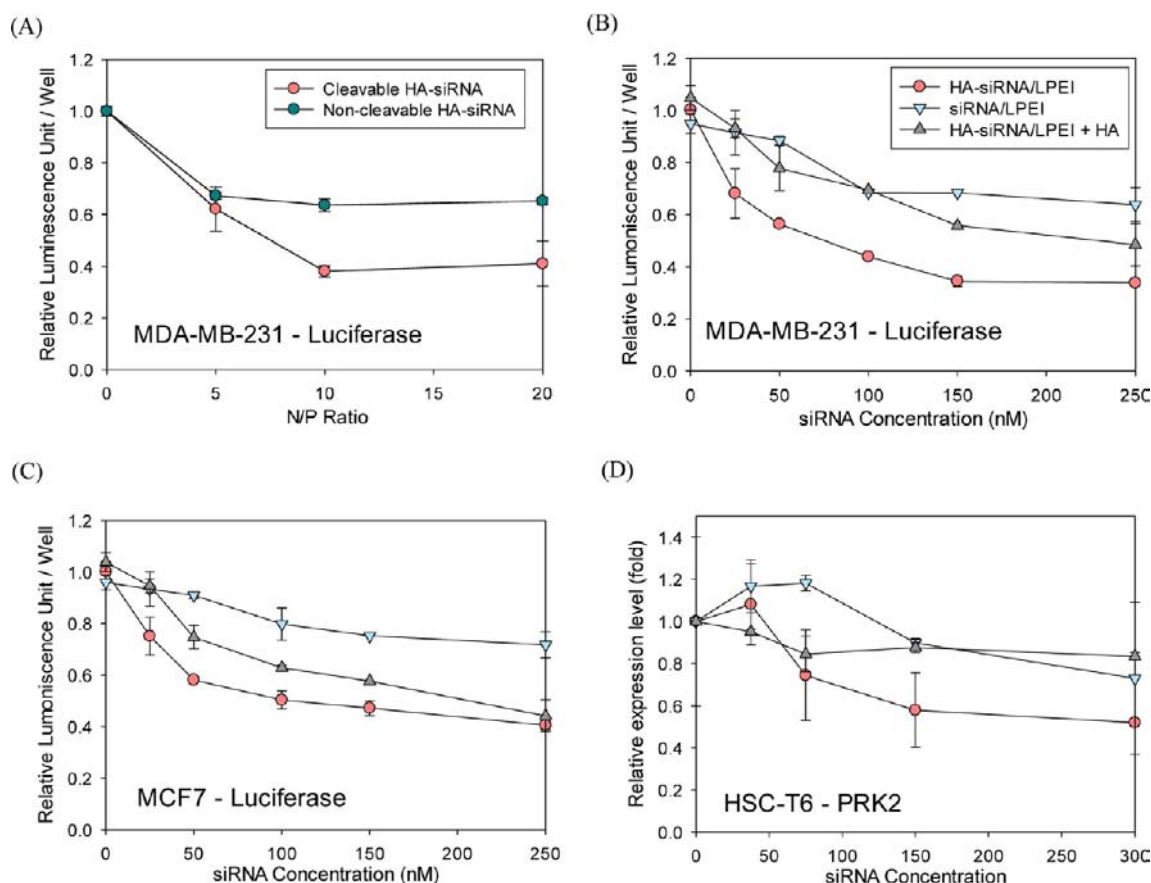 (A)
1.2
1.0
0.8
0.6
0.4
0.2
0.0
Relative Luminescence Unit / Well
Cleavable HA-siRNA
Non-cleavable HA-siRNA
MDA-MB-231 - Luciferase
0 5 10 15 20
N/P Ratio
(B)
1.2
1.0
0.8
0.6
0.4
0.2
0.0
Relative Lumoniscence Unit / Well
HA-siRNA/LPEI
siRNA/LPEI
HA-siRNA/LPEI + HA
MDA-MB-231 - Luciferase
0 50 100 150 200 250
siRNA Concentration (nM)
(C)
1.2
1.0
0.8
0.6
0.4
0.2
0.0
Relative Lumoniscence Unit / Well
MCF7 - Luciferase
0 50 100 150 200 250
siRNA Concentration (nM)
(D)
1.4
1.2
1.0
0.8
0.6
0.4
0.2
0.0
Relative expression level (fold)
HSC-T6 - PRK2
0 50 100 150 200 250 300
siRNA Concentration